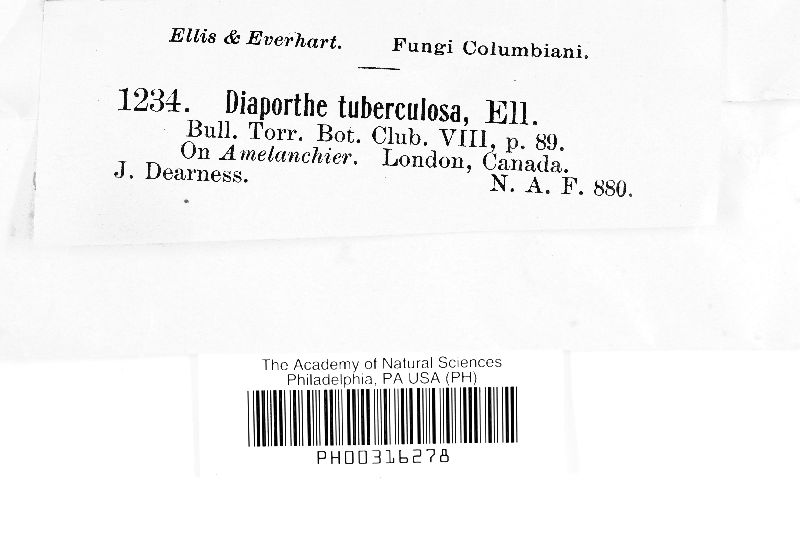 Ellis & Everhart. Fungi Columbiani.
1234. Diaporthe tuberculosa, Ell.
Bull. Torr. Bot. Club. VIII, p. 89.
On Amelanchier. London, Canada.
J. Dearness. N. A. F. 880.
The Academy of Natural Sciences
Philadelphia, PA USA (PH)
PH00316278